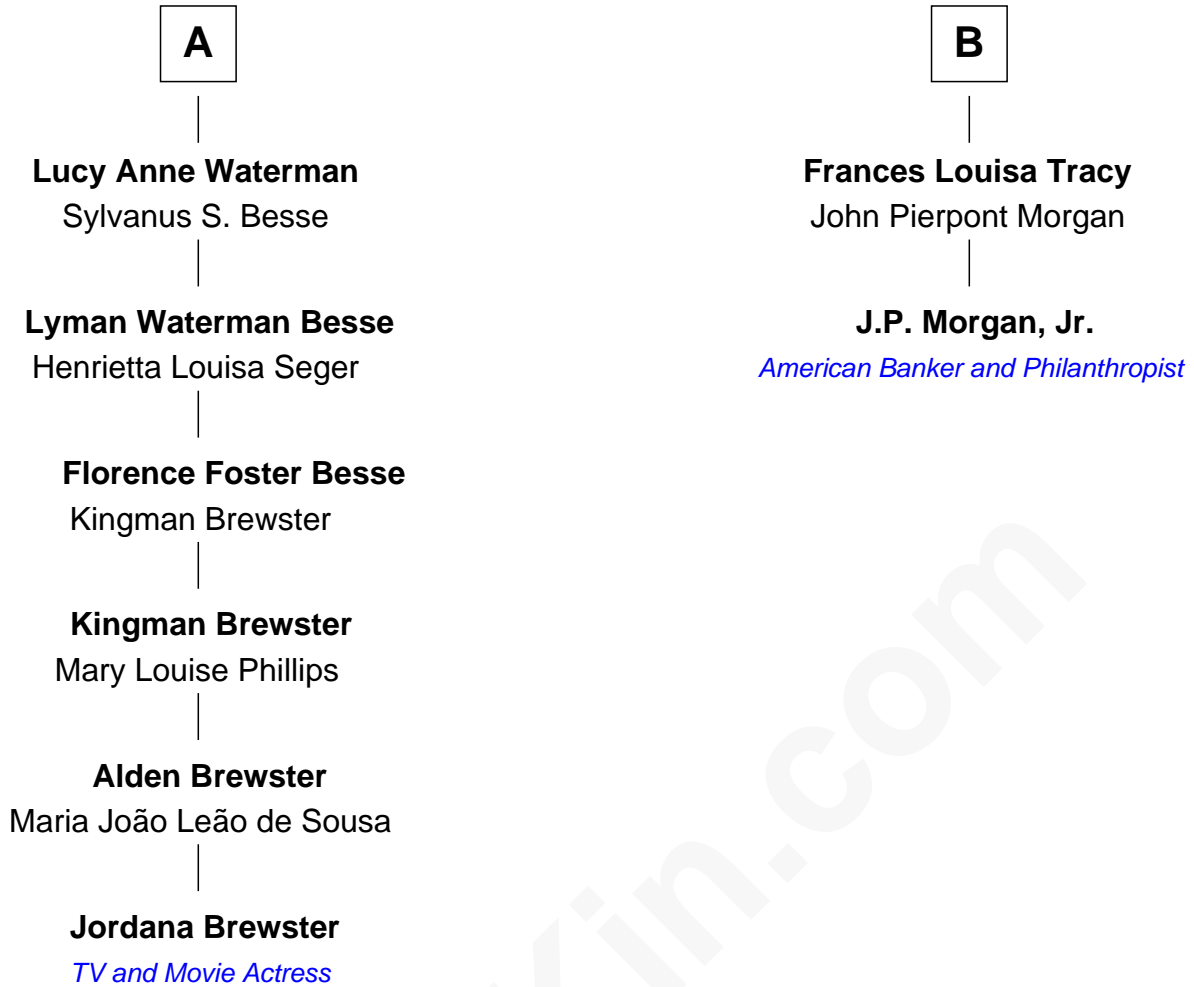 A
Lucy Anne Waterman
Sylvanus S. Besse
Lyman Waterman Besse
Henrietta Louisa Seger
Florence Foster Besse
Kingman Brewster
Kingman Brewster
Mary Louise Phillips
Alden Brewster
Maria João Leão de Sousa
Jordana Brewster
TV and Movie Actress
B
Frances Louisa Tracy
John Pierpont Morgan
J.P. Morgan, Jr.
American Banker and Philanthropist
Kin.com